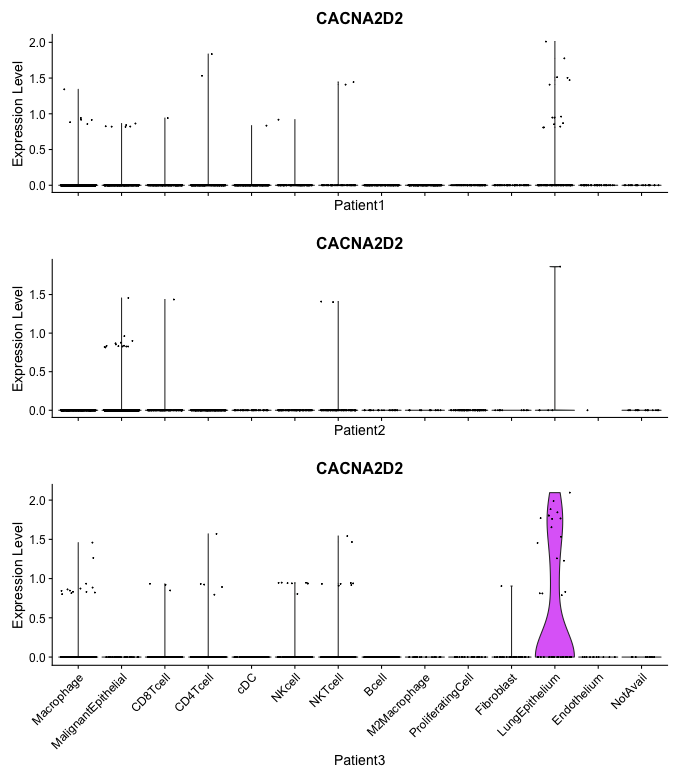 CACNA2D2
Expression Level
2.0
1.5
1.0
0.5
0.0
Patient1
CACNA2D2
Expression Level
1.5
1.0
0.5
0.0
Patient2
CACNA2D2
Expression Level
2.0
1.5
1.0
0.5
0.0
Macrophage
MalignantEpithelial
CD8Tcell
CD4Tcell
cDC
NKcell
NKTcell
Bcell
M2Macrophage
ProliferatingCell
Fibroblast
LungEpithelium
Endothelium
NotAvail
Patient3